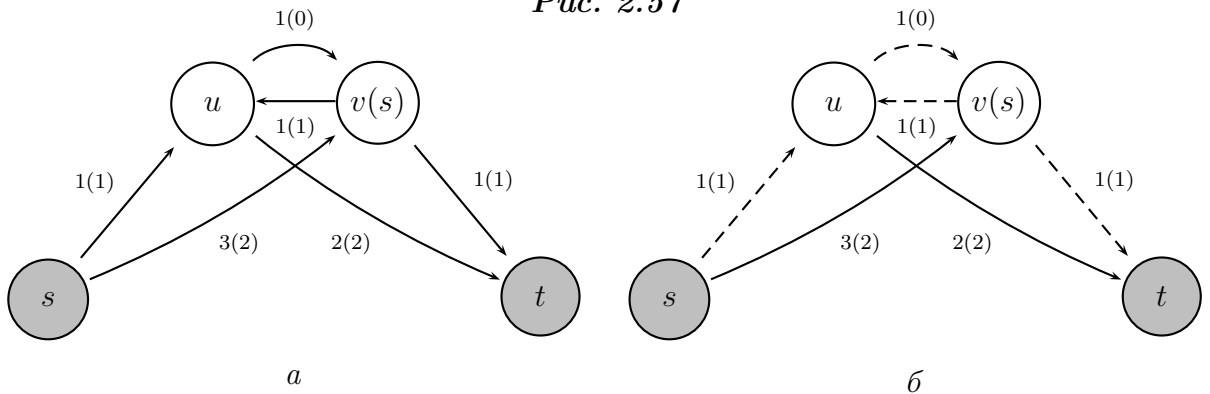 Рис. 2.57
1(0) 1(0)
u v(s) u v(s)
1(1) 1(1)
1(1) 1(1) 1(1) 1(1)
3(2) 2(2) 3(2) 2(2)
s t s t
а б